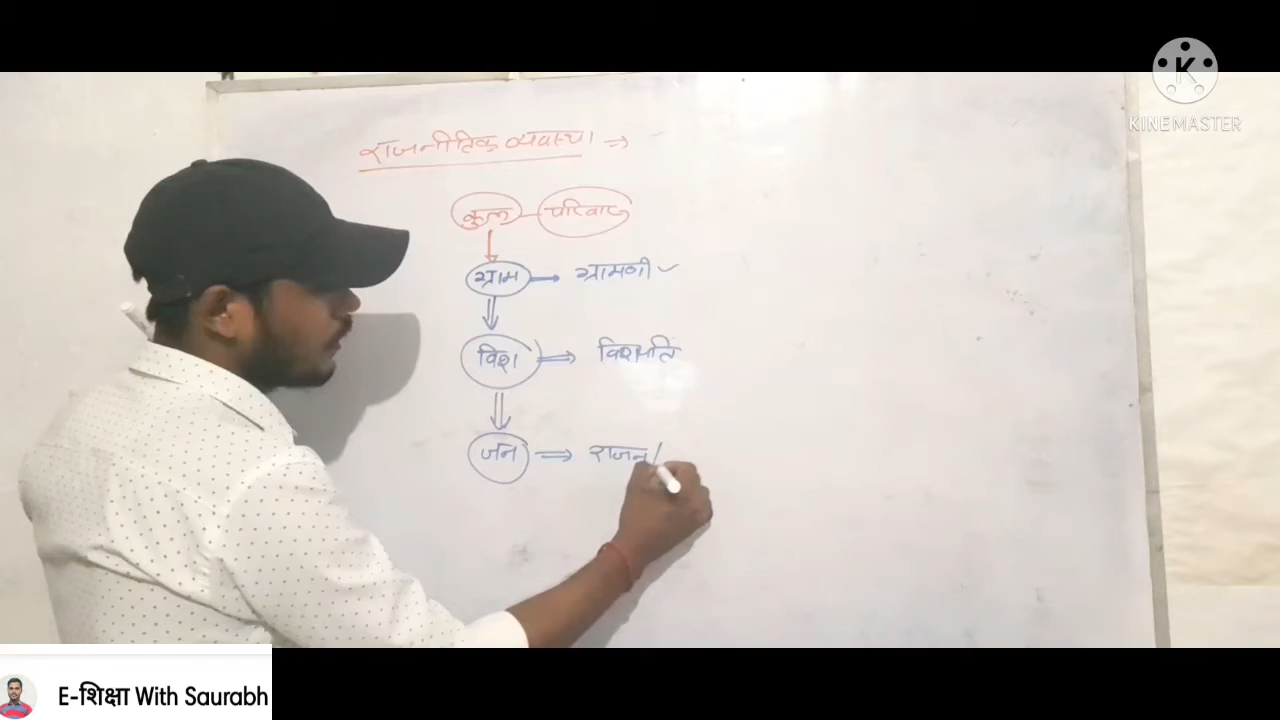 K
KINEMASTER
राजनीतिक व्यवस्था ⇒
कुल - परिवार
ग्राम → ग्रामणी ✓
विश ⇒ विशपति
जन ⇒ राजन/
E-शिक्षा With Saurabh